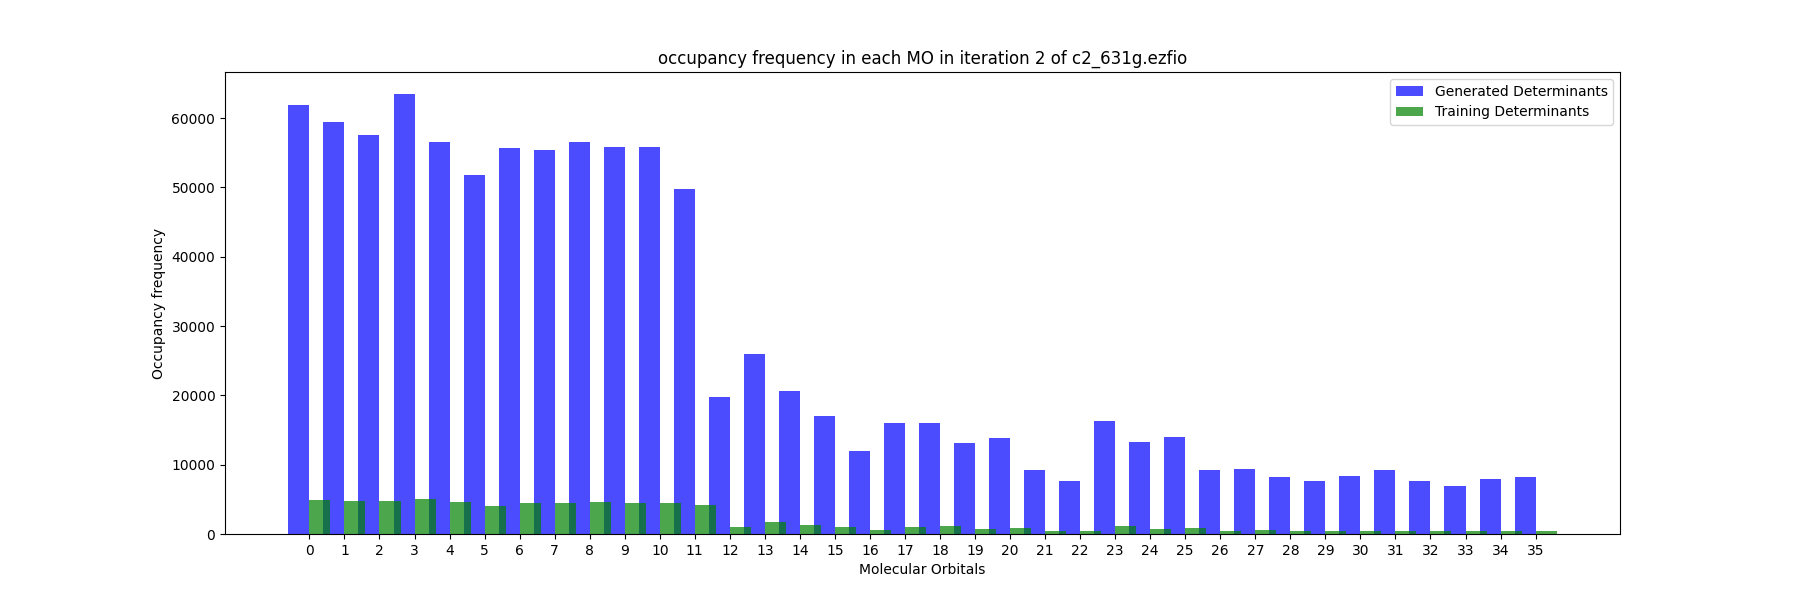 occupancy frequency in each MO in iteration 2 of c2_631g.ezfio
Generated Determinants
Training Determinants
Occupancy frequency
60000
50000
40000
30000
20000
10000
0
0 1 2 3 4 5 6 7 8 9 10 11 12 13 14 15 16 17 18 19 20 21 22 23 24 25 26 27 28 29 30 31 32 33 34 35
Molecular Orbitals